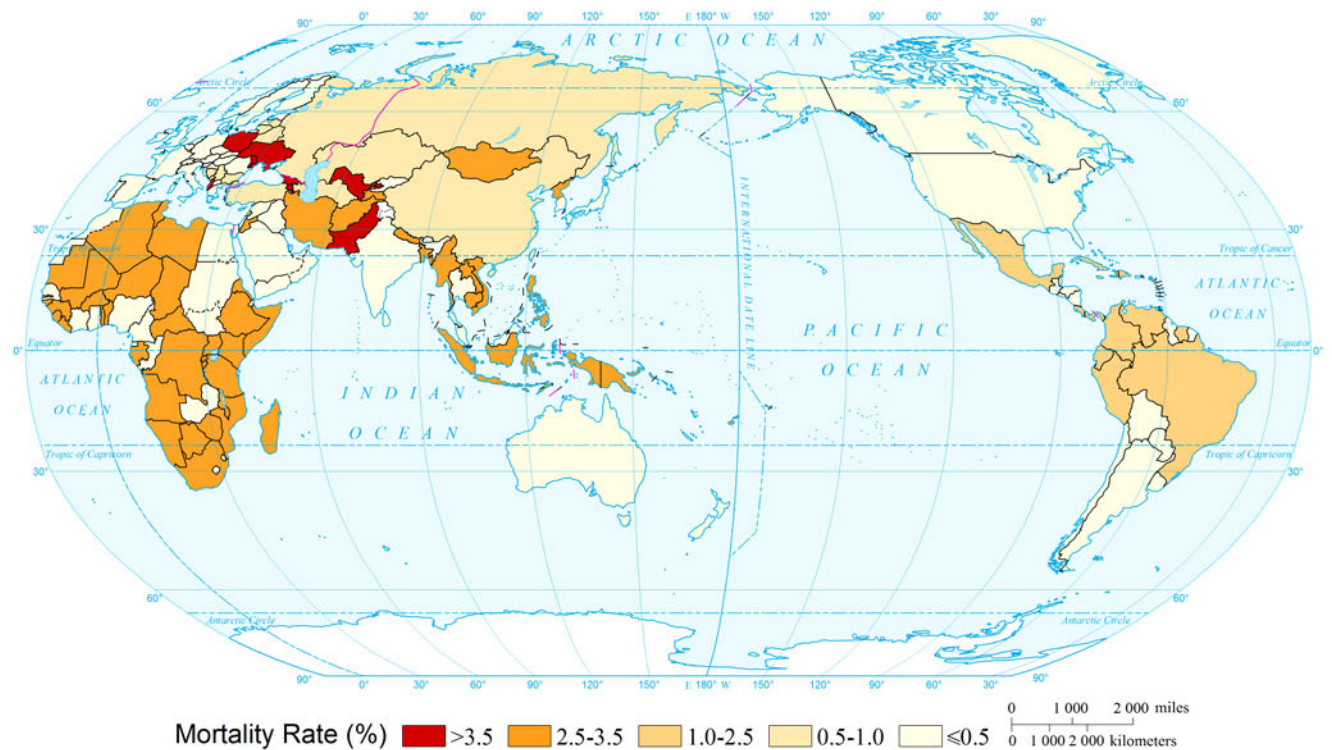 90° 0° 30° 60° 90° 120° 150° E 180° W 150° 120° 90° 60° 30° 0° 90°
ARCTIC OCEAN
Arctic Circle Arctic Circle
60° 60°
30° 30°
Tropic of Cancer Tropic of Cancer
ATLANTIC
OCEAN
INTERNATIONAL DATE LINE
PACIFIC
OCEAN
Equator Equator
0° 0°
ATLANTIC
OCEAN
INDIAN
OCEAN
Tropic of Capricorn Tropic of Capricorn
30° 30°
60° 60°
Antarctic Circle Antarctic Circle
90° 0° 30° 60° 90° 120° 150° E 180° W 150° 120° 90° 60° 30° 0° 90°
Mortality Rate (%) >3.5 2.5-3.5 1.0-2.5 0.5-1.0 ≤0.5
0 1 000 2 000 miles
0 1 000 2 000 kilometers